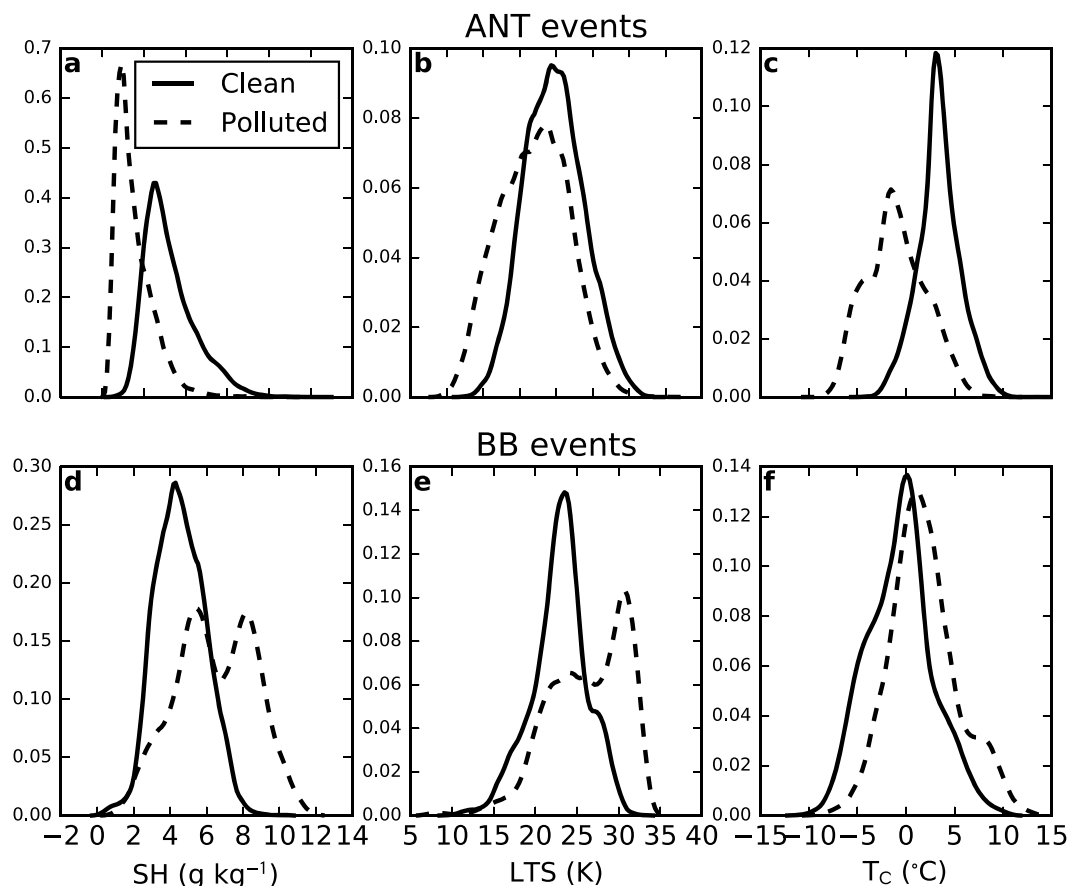 ANT events
a b c
Clean
Polluted
0.7 0.6 0.5 0.4 0.3 0.2 0.1 0.0
0.10 0.08 0.06 0.04 0.02 0.00
0.12 0.10 0.08 0.06 0.04 0.02 0.00
BB events
d e f
0.30 0.25 0.20 0.15 0.10 0.05 0.00
0.16 0.14 0.12 0.10 0.08 0.06 0.04 0.02 0.00
0.14 0.12 0.10 0.08 0.06 0.04 0.02 0.00
−2 0 2 4 6 8 10 12 14
5 10 15 20 25 30 35 40
−15 −10 −5 0 5 10 15
SH (g kg⁻¹)
LTS (K)
T_C (°C)